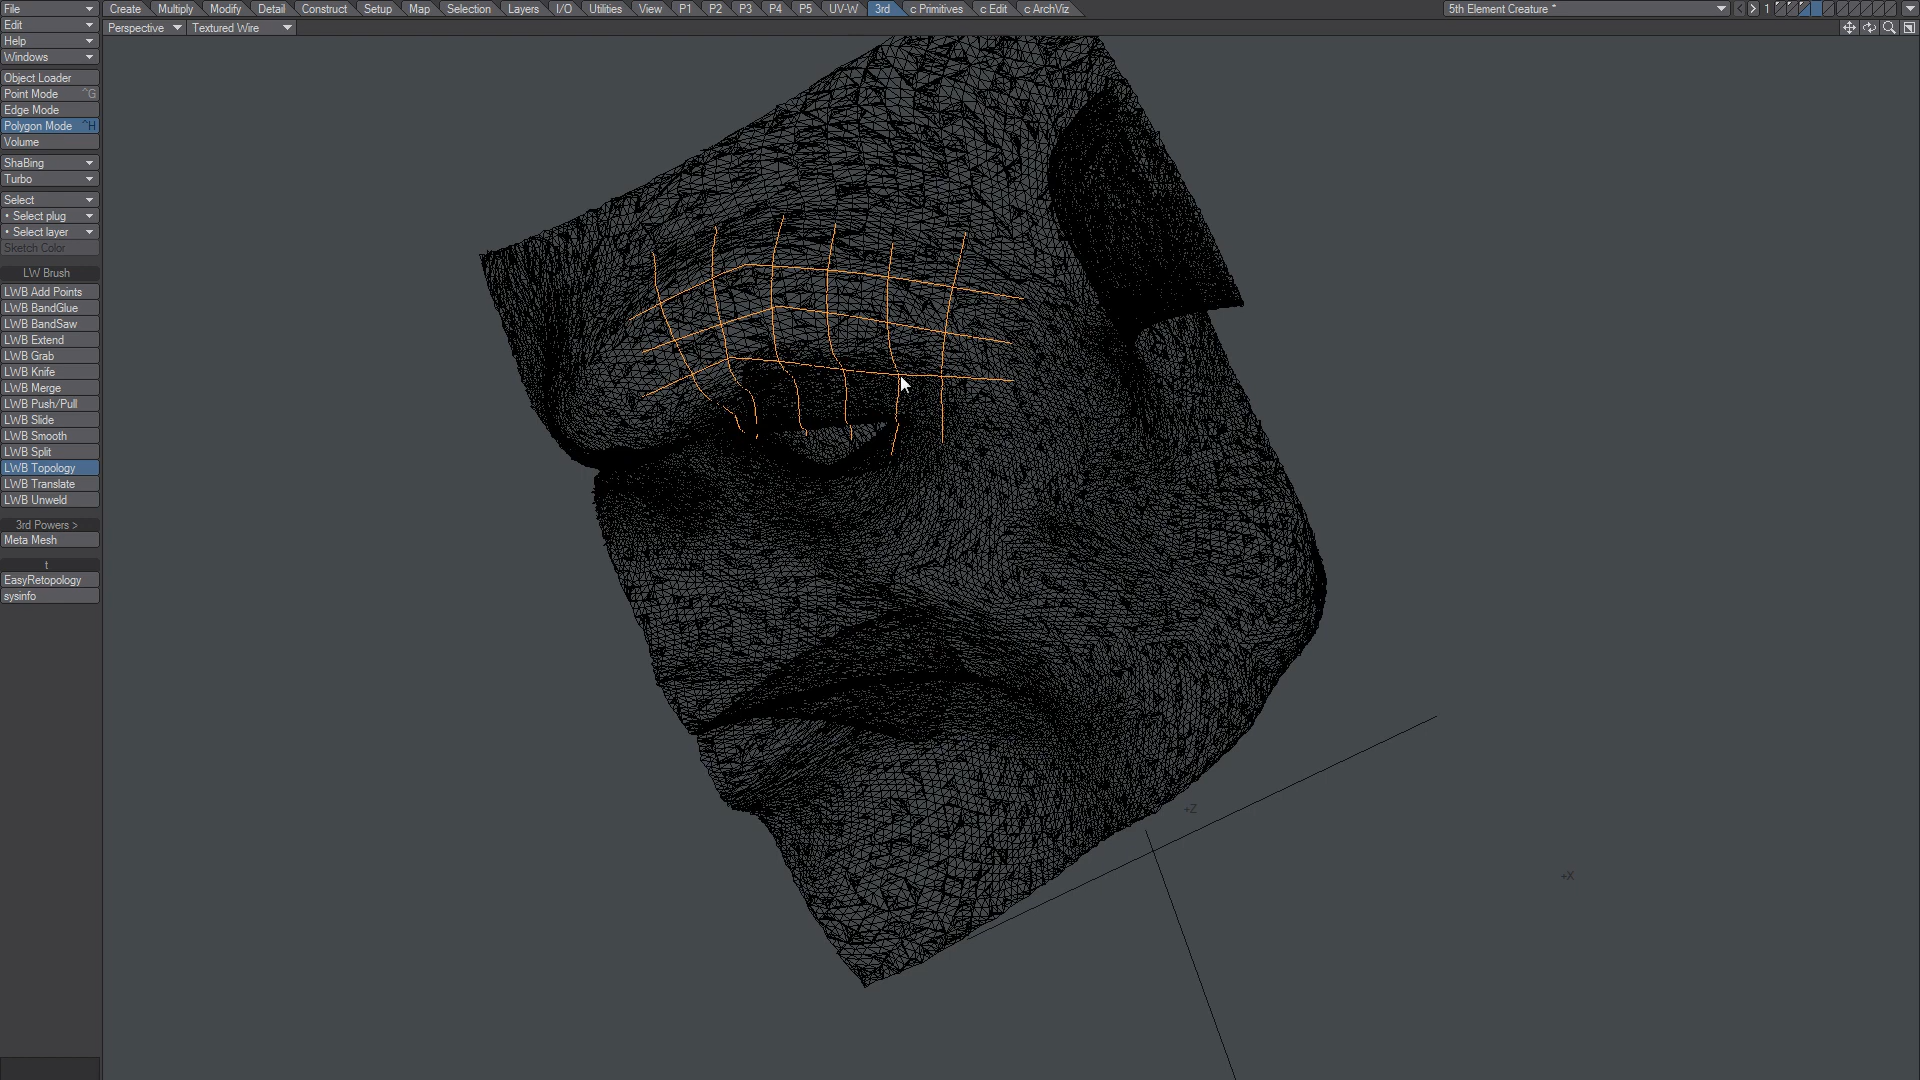 File Create Multiply Modify Detail Construct Setup Map Selection Layers I/O Utilities View P1 P2 P3 P4 P5 UV-W 3rd c Primitives c Edit c ArchViz 5th Element Creature * < > 1
Edit Perspective Textured Wire
Help
Windows
Object Loader
Point Mode ^G
Edge Mode
Polygon Mode ^H
Volume
ShaBing
Turbo
Select
• Select plug
• Select layer
Sketch Color
LW Brush
LWB Add Points
LWB BandGlue
LWB BandSaw
LWB Extend
LWB Grab
LWB Knife
LWB Merge
LWB Push/Pull
LWB Slide
LWB Smooth
LWB Split
LWB Topology
LWB Translate
LWB Unweld
3rd Powers >
Meta Mesh
t
EasyRetopology
sysinfo
+Z
+X